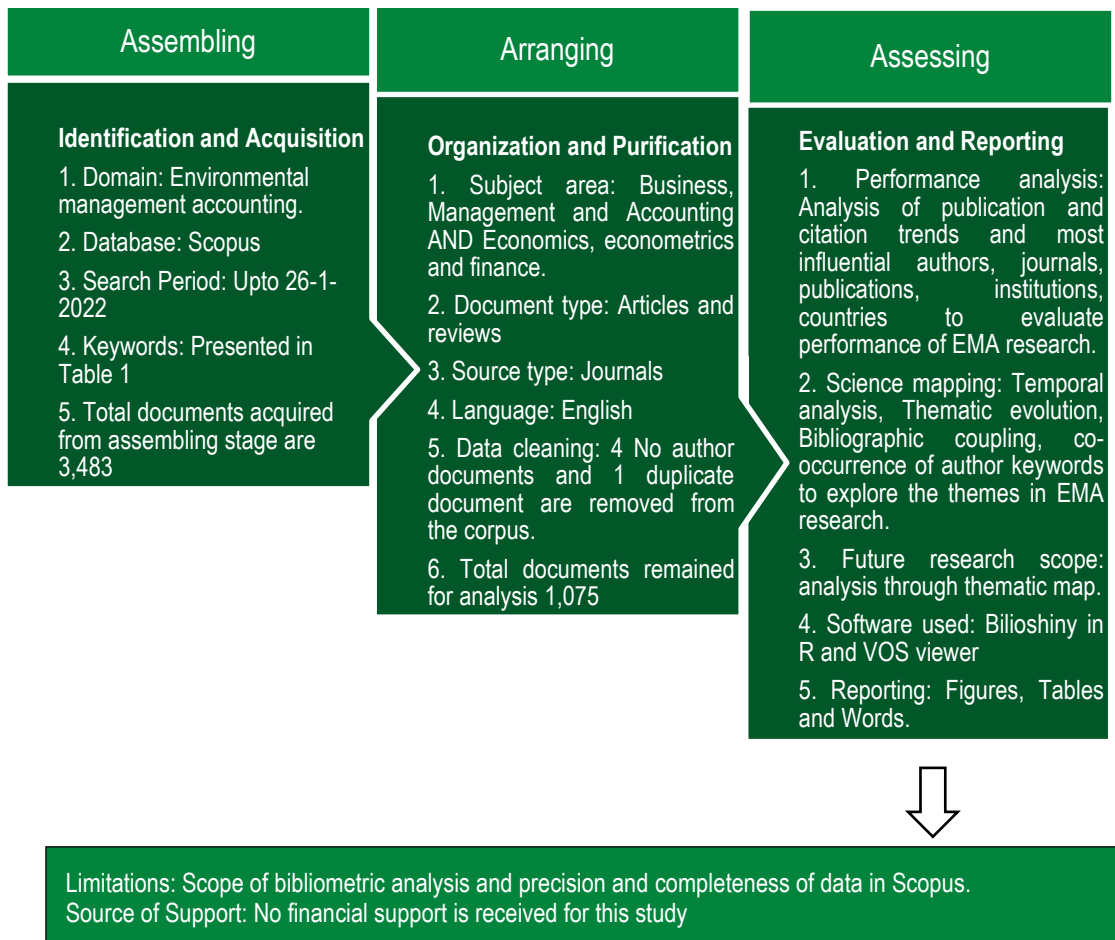 Assembling
Identification and Acquisition
1. Domain: Environmental
management accounting.
2. Database: Scopus
3. Search Period: Upto 26-1-
2022
4. Keywords: Presented in
Table 1
5. Total documents acquired
from assembling stage are
3,483
Arranging
Organization and Purification
1. Subject area: Business,
Management and Accounting
AND Economics, econometrics
and finance.
2. Document type: Articles and
reviews
3. Source type: Journals
4. Language: English
5. Data cleaning: 4 No author
documents and 1 duplicate
document are removed from
the corpus.
6. Total documents remained
for analysis 1,075
Assessing
Evaluation and Reporting
1. Performance analysis:
Analysis of publication and
citation trends and most
influential authors, journals,
publications, institutions,
countries to evaluate
performance of EMA research.
2. Science mapping: Temporal
analysis, Thematic evolution,
Bibliographic coupling, co-
occurrence of author keywords
to explore the themes in EMA
research.
3. Future research scope:
analysis through thematic map.
4. Software used: Bilioshiny in
R and VOS viewer
5. Reporting: Figures, Tables
and Words.
Limitations: Scope of bibliometric analysis and precision and completeness of data in Scopus.
Source of Support: No financial support is received for this study